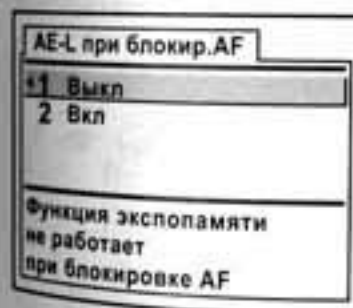 AE-L при блокир.AF
*1 Выкл
2 Вкл
Функция экспопамяти
не работает
при блокировке AF